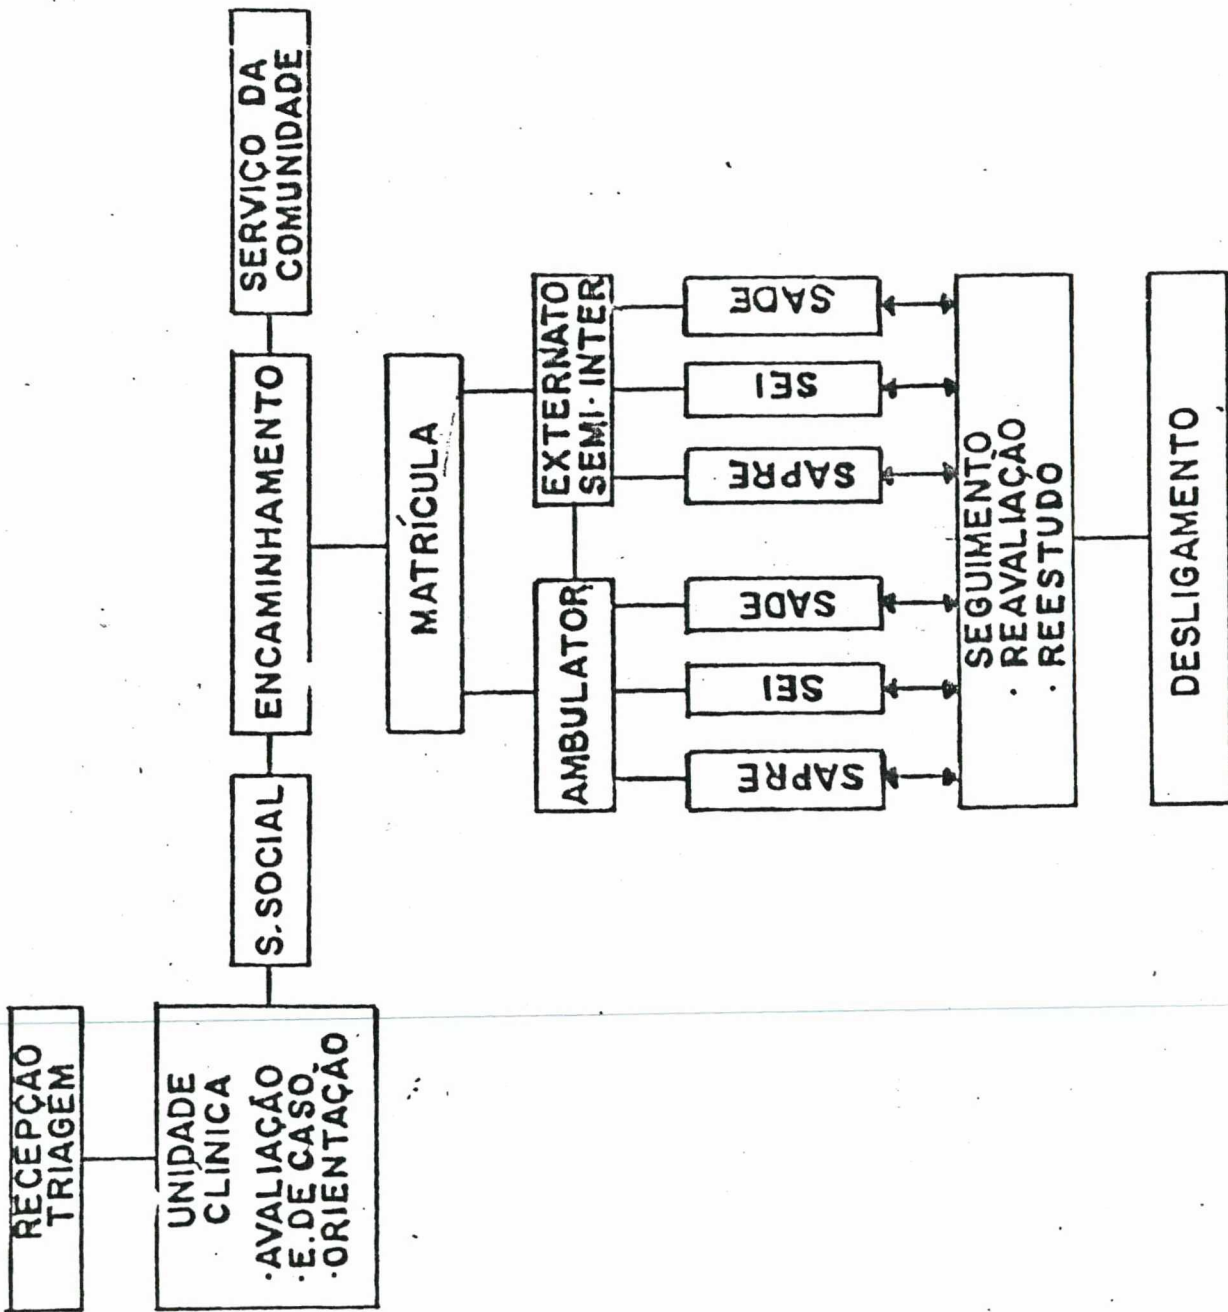 RECEPÇÃO
TRIAGEM
UNIDADE
CLÍNICA
·AVALIAÇÃO
·E.DE CASO
·ORIENTAÇÃO
S. SOCIAL
ENCAMINHAMENTO
SERVIÇO DA
COMUNIDADE
MATRÍCULA
AMBULATOR
EXTERNATO
SEMI-INTER
SAPRE
SEI
SADE
SAPRE
SEI
SADE
SEGUIMENTO
· REAVALIAÇÃO
· REESTUDO
DESLIGAMENTO